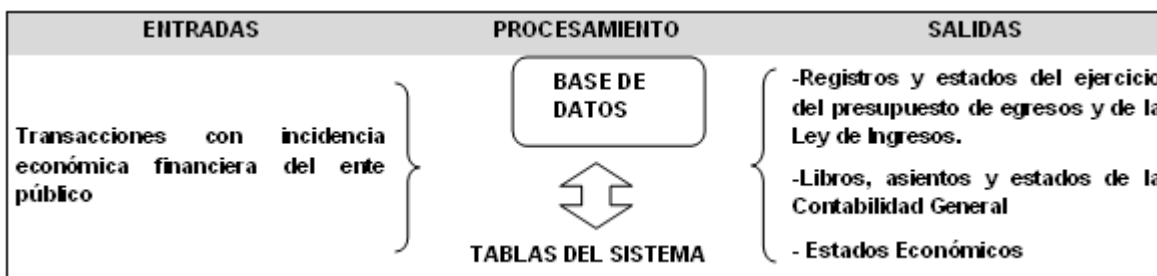 ENTRADAS PROCESAMIENTO SALIDAS
Transacciones con incidencia
económica financiera del ente
público
BASE DE
DATOS
TABLAS DEL SISTEMA
-Registros y estados del ejercicio
del presupuesto de egresos y de la
Ley de Ingresos.
-Libros, asientos y estados de la
Contabilidad General
- Estados Económicos